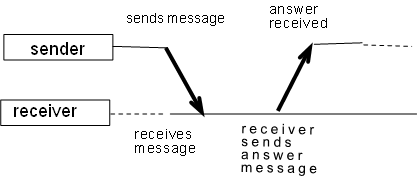 sends message
answer
received
sender
receiver
receives
message
receiver
sends
answer
message